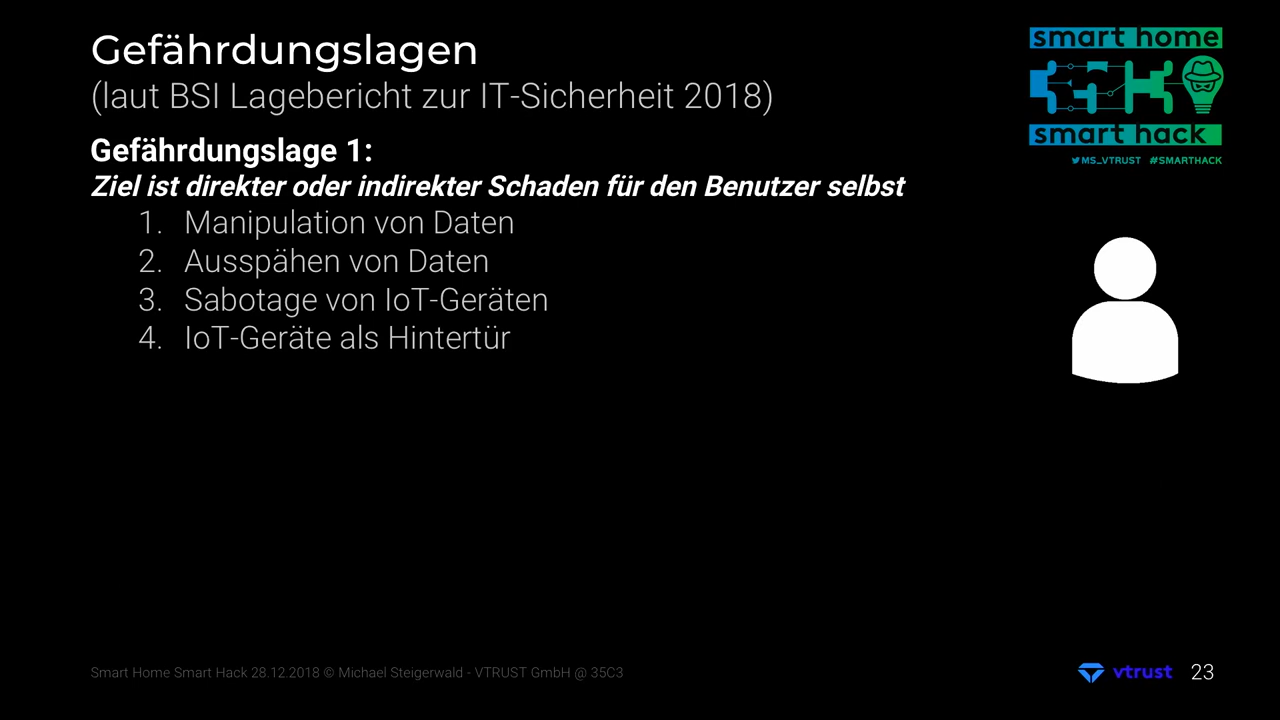 Gefährdungslagen
(laut BSI Lagebericht zur IT-Sicherheit 2018)
smart home
smart hack
@MS_VTRUST #SMARTHACK
Gefährdungslage 1:
Ziel ist direkter oder indirekter Schaden für den Benutzer selbst
1. Manipulation von Daten
2. Ausspähen von Daten
3. Sabotage von IoT-Geräten
4. IoT-Geräte als Hintertür
Smart Home Smart Hack 28.12.2018 © Michael Steigerwald - VTRUST GmbH @ 35C3
vtrust
23